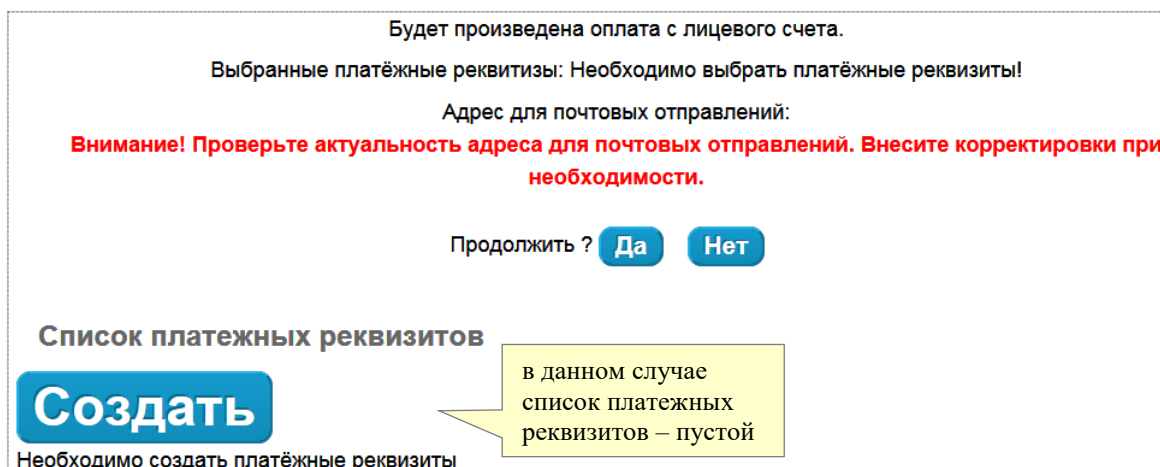 Будет произведена оплата с лицевого счета.
Выбранные платёжные реквитизы: Необходимо выбрать платёжные реквизиты!
Адрес для почтовых отправлений:
Внимание! Проверьте актуальность адреса для почтовых отправлений. Внесите корректировки при
необходимости.
Продолжить ? Да Нет
Список платежных реквизитов
в данном случае
список платежных
реквизитов – пустой
Создать
Необходимо создать платёжные реквизиты